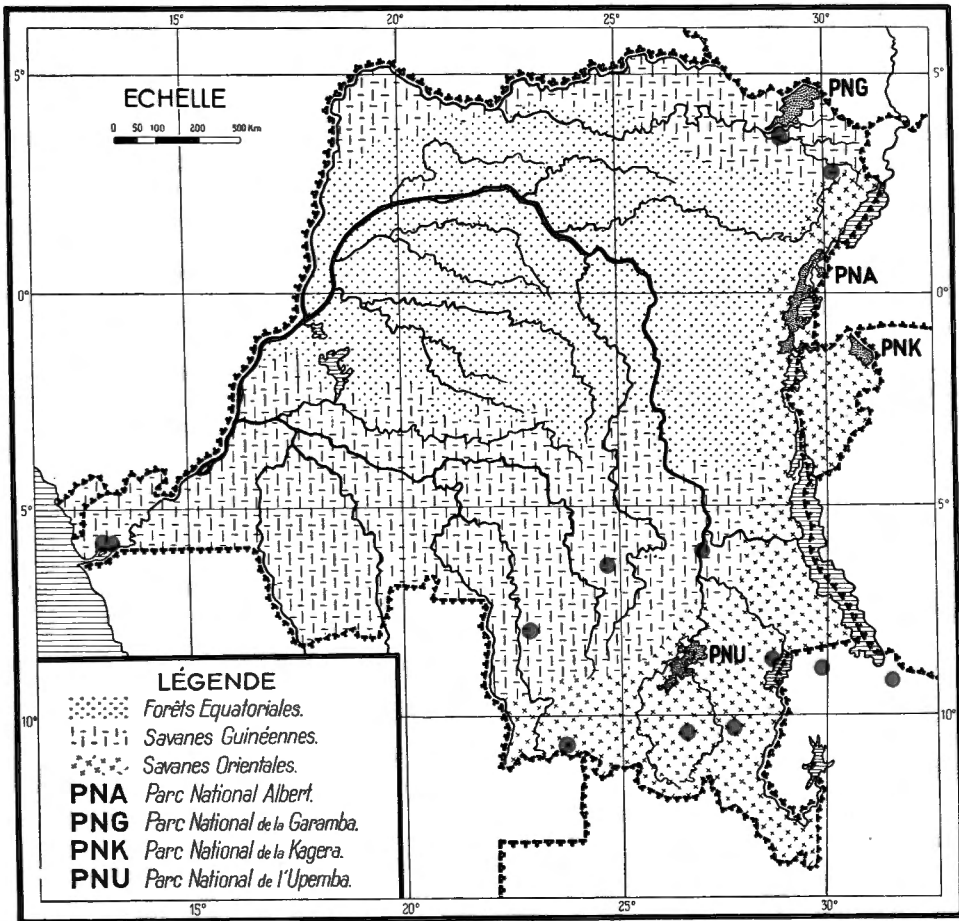 15° 20° 25° 30°
5° 5°
ECHELLE
0 50 100 200 300 Km
PNG
PNA
0° 0°
PNK
5° 5°
PNU
LÉGENDE
Forêts Equatoriales.
Savanes Guinéennes.
Savanes Orientales.
PNA Parc National Albert.
PNG Parc National de la Garamba.
PNK Parc National de la Kagera.
PNU Parc National de l'Upemba.
10° 10°
15° 20° 25° 30°